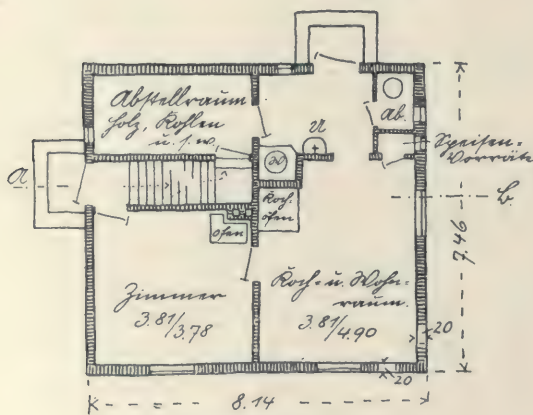 Abstellraum
Holz, Kohlen
u. s. w.
Ab.
Speisen-
Vorräte
A
B.
Koch-
ofen
Ofen
Zimmer
3.81/3.78
Koch- u. Wohn-
raum.
3.81/4.90
7.46
20
20
8.14